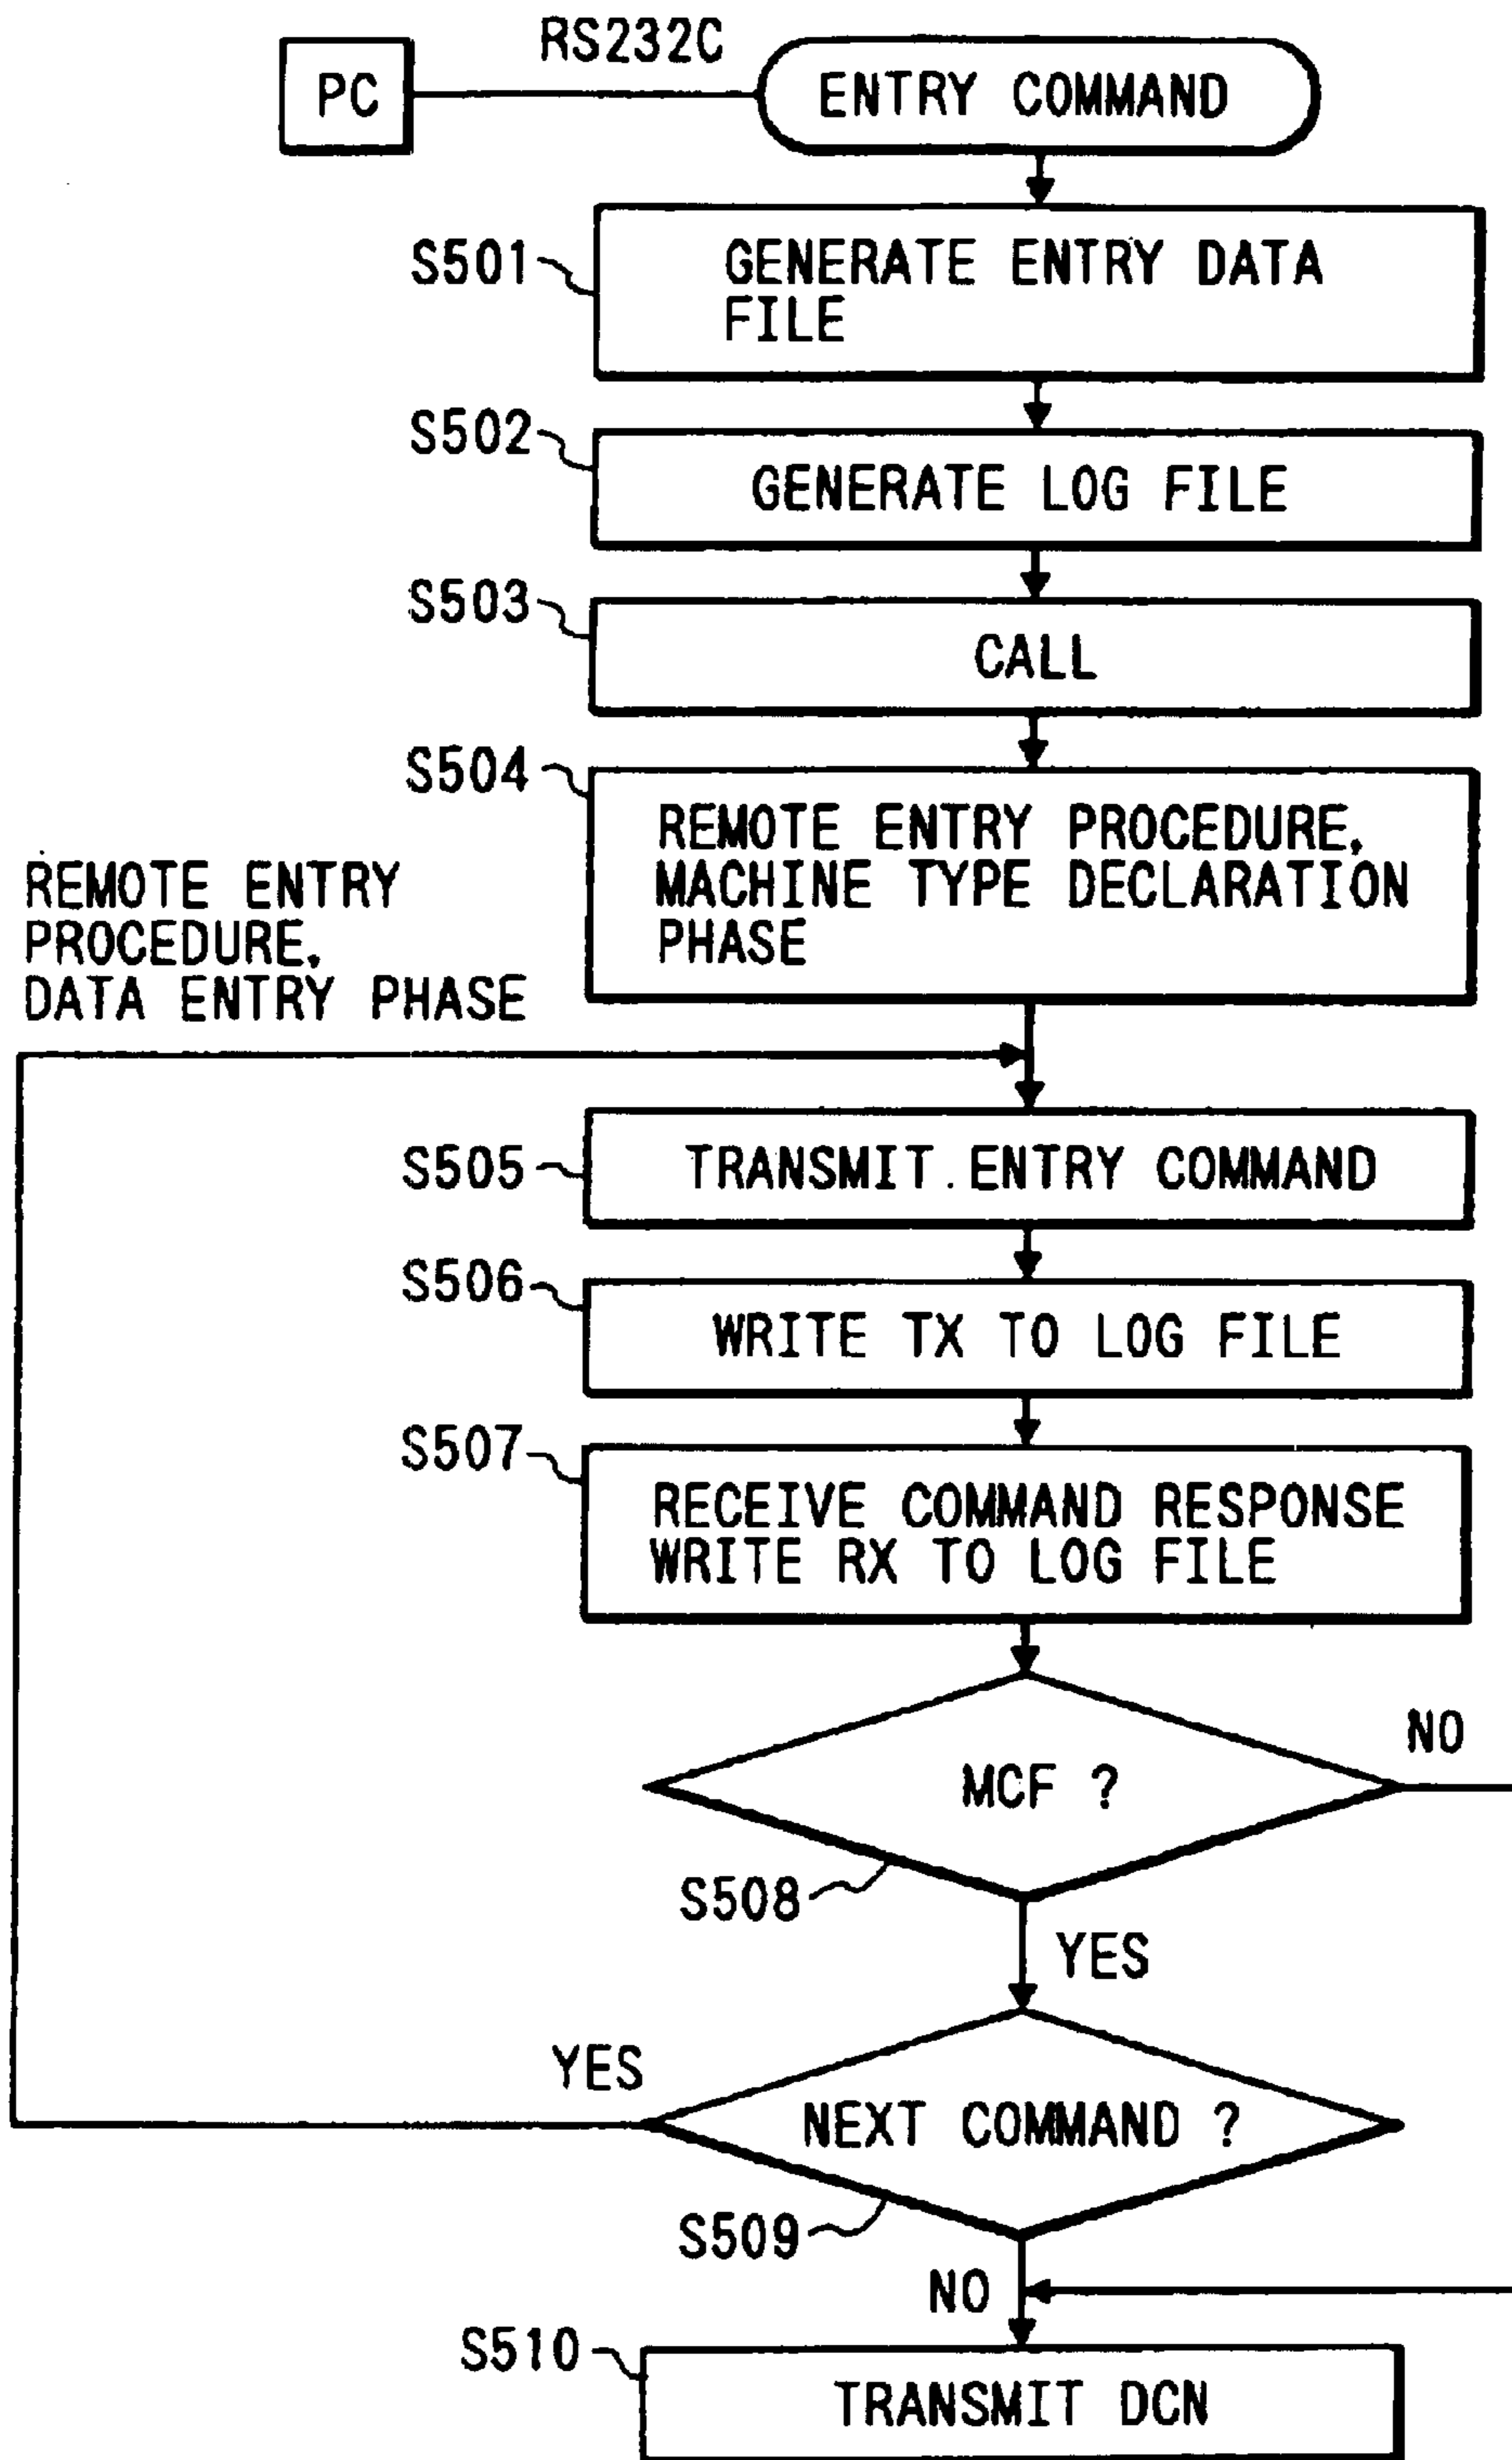 PC
RS232C
ENTRY COMMAND
S501
GENERATE ENTRY DATA
FILE
S502
GENERATE LOG FILE
S503
CALL
S504
REMOTE ENTRY PROCEDURE,
MACHINE TYPE DECLARATION
PHASE
REMOTE ENTRY
PROCEDURE,
DATA ENTRY PHASE
S505
TRANSMIT ENTRY COMMAND
S506
WRITE TX TO LOG FILE
S507
RECEIVE COMMAND RESPONSE
WRITE RX TO LOG FILE
MCF ?
NO
S508
YES
YES
NEXT COMMAND ?
S509
NO
S510
TRANSMIT DCN